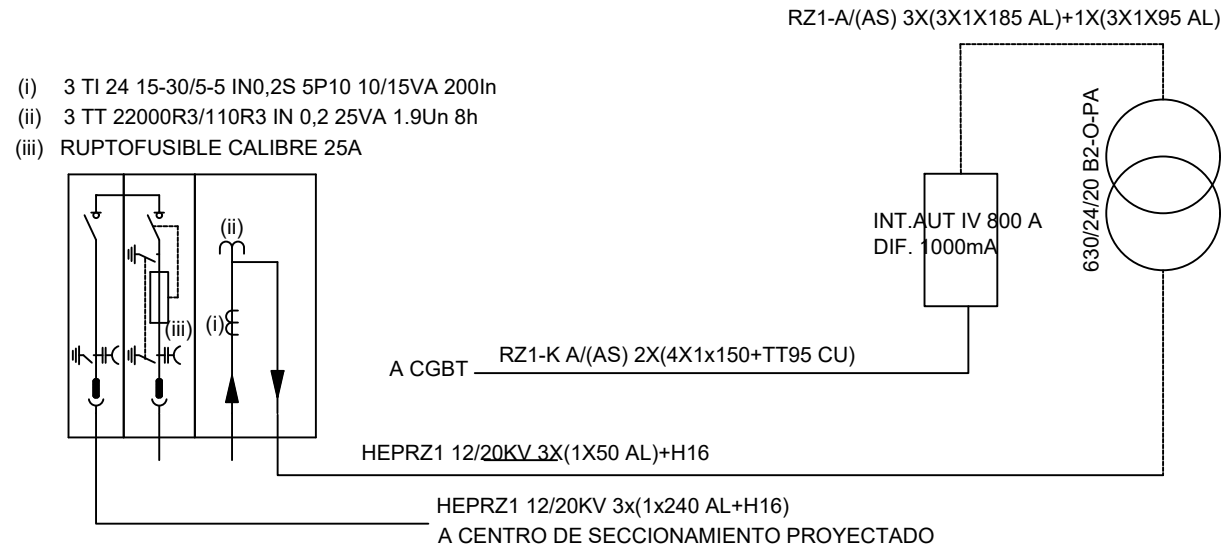 RZ1-A/(AS) 3X(3X1X185 AL)+1X(3X1X95 AL)
(i) 3 TI 24 15-30/5-5 IN0,2S 5P10 10/15VA 200In
(ii) 3 TT 22000R3/110R3 IN 0,2 25VA 1.9Un 8h
(iii) RUPTOFUSIBLE CALIBRE 25A
630/24/20 B2-O-PA
INT.AUT IV 800 A
DIF. 1000mA
(ii)
(i)
(iii)
RZ1-K A/(AS) 2X(4X1x150+TT95 CU)
A CGBT
HEPRZ1 12/20KV 3X(1X50 AL)+H16
HEPRZ1 12/20KV 3x(1x240 AL+H16)
A CENTRO DE SECCIONAMIENTO PROYECTADO